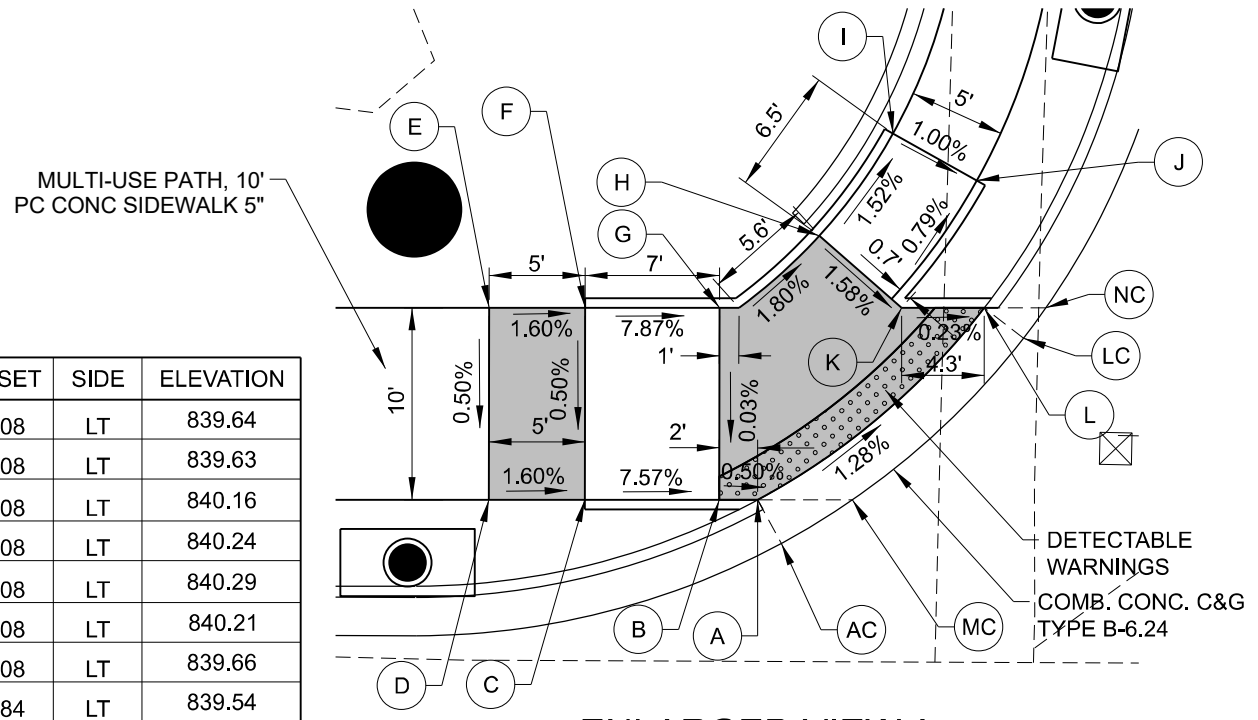 MULTI-USE PATH, 10'
PC CONC SIDEWALK 5"
SET SIDE ELEVATION
08 LT 839.64
08 LT 839.63
08 LT 840.16
08 LT 840.24
08 LT 840.29
08 LT 840.21
08 LT 839.66
84 LT 839.54
I
E
F
H
G
J
NC
LC
K
L
6.5'
5'
1.00%
1.52%
0.79%
0.7'
5.6'
5'
7'
1.80%
1.58%
1.60%
7.87%
0.23%
4.3'
1'
10'
0.50%
0.50%
0.03%
5'
2'
1.60%
7.57%
0.50%
1.28%
DETECTABLE
WARNINGS
COMB. CONC. C&G
TYPE B-6.24
D
C
B
A
AC
MC